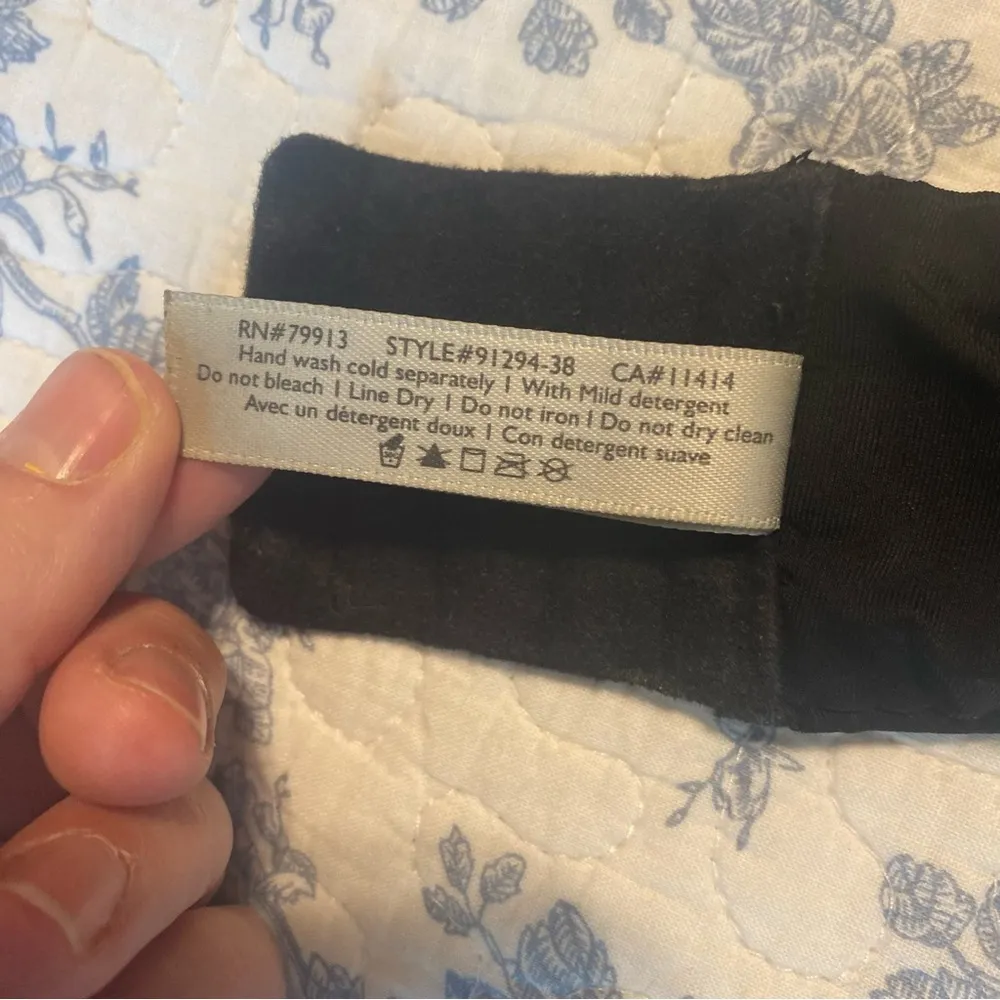 RN#79913 STYLE#91294-38 CA#11414
Hand wash cold separately | With Mild detergent
Do not bleach | Line Dry | Do not iron | Do not dry clean
Avec un détergent doux | Con detergente suave